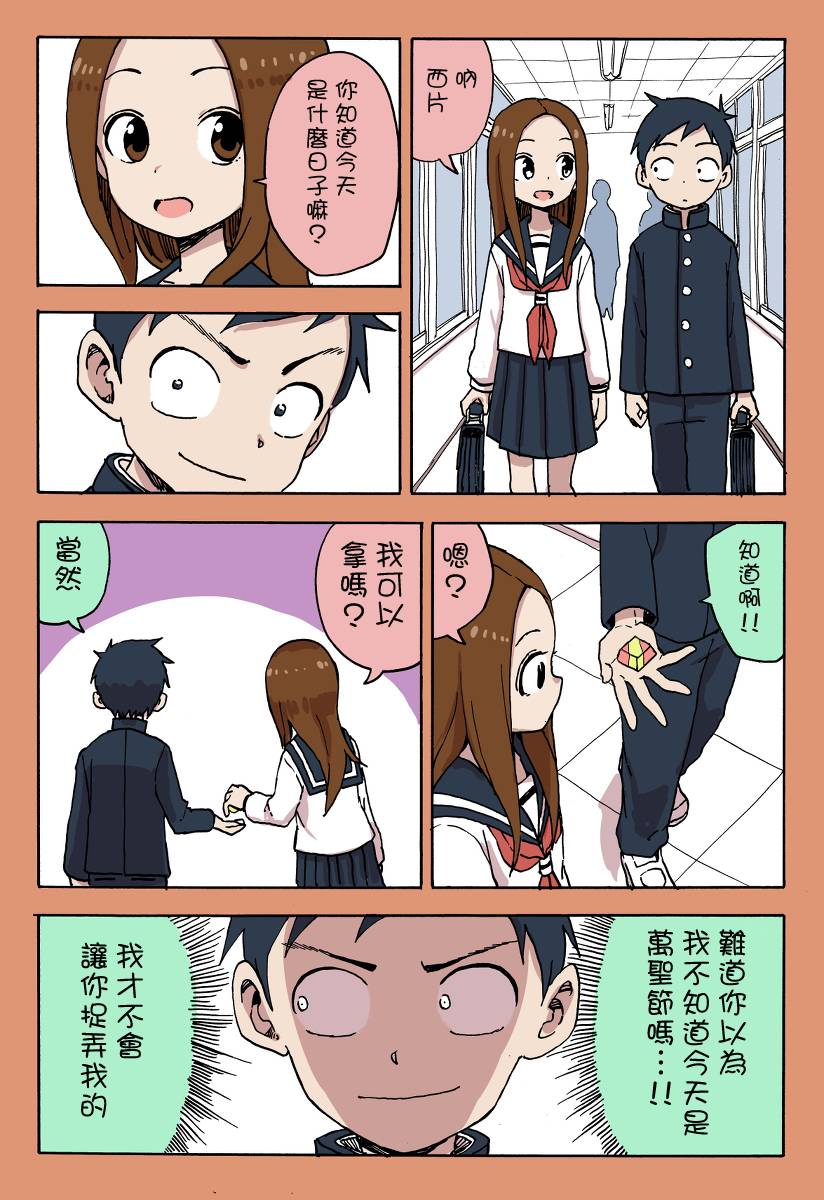 吶
西片
你知道今天
是什麼日子嘛?
知道啊!!
嗯?
我可以
拿嗎?
當然
難道你以為
我不知道今天是
萬聖節嗎…!!
我才不會
讓你捉弄我的